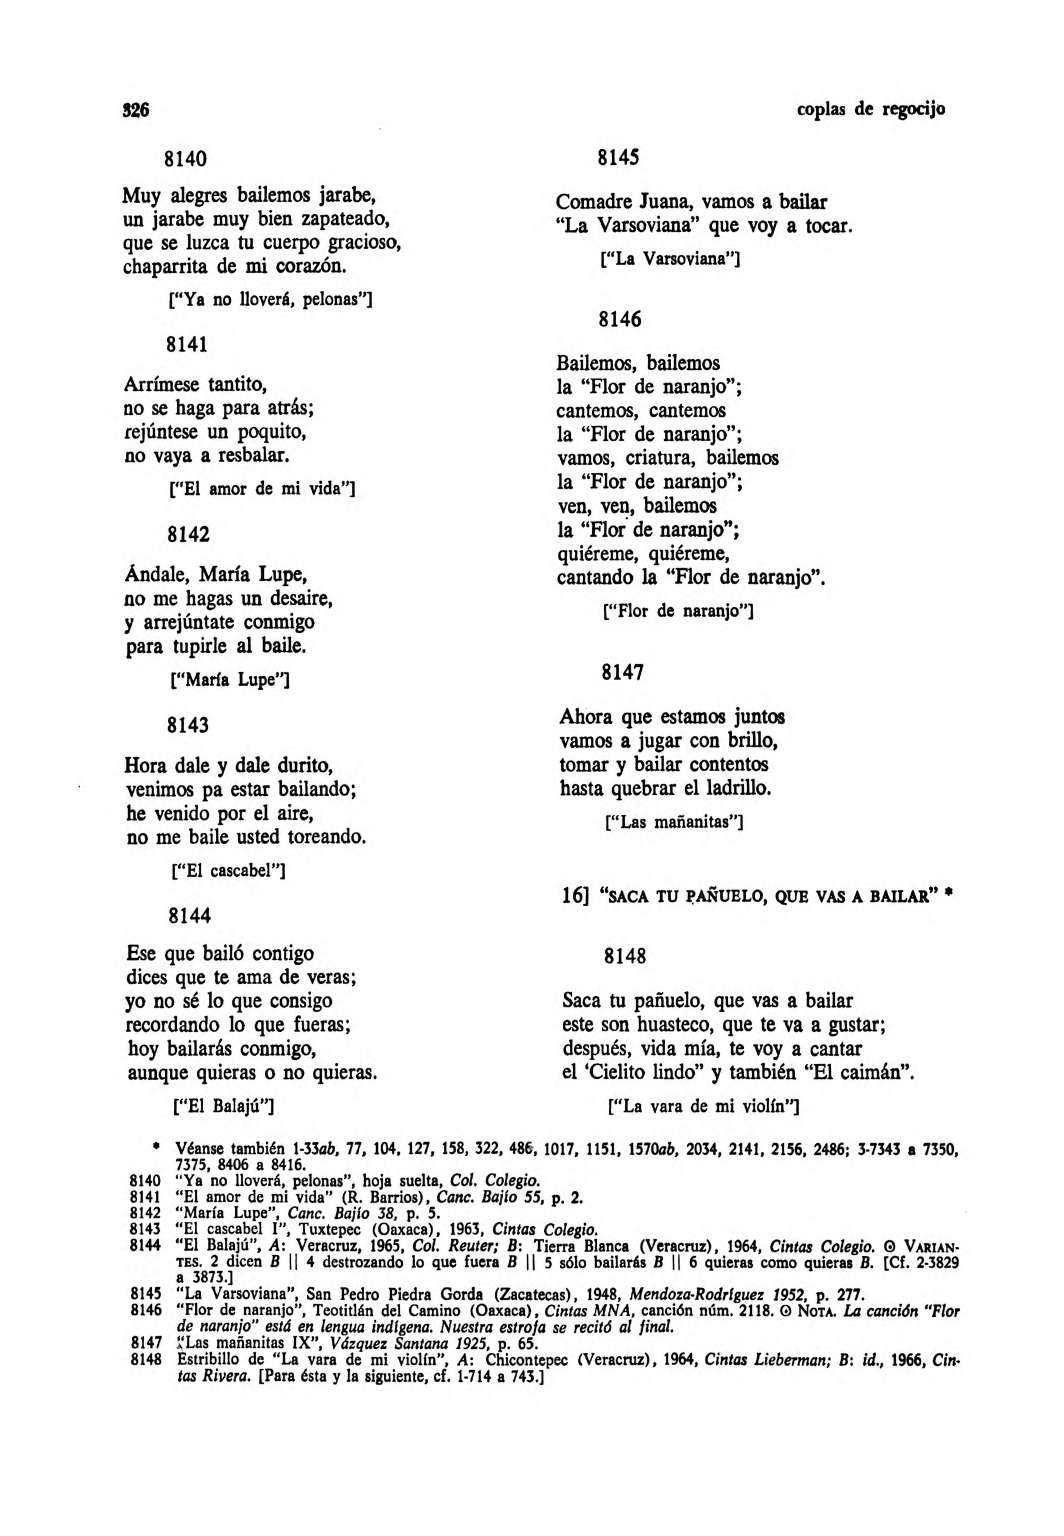 326
coplas de regocijo
8140
Muy alegres bailemos jarabe,
un jarabe muy bien zapateado,
que se luzca tu cuerpo gracioso,
chaparrita de mi corazón.
["Ya no lloverá, pelonas"]
8141
Arrímese tantito,
no se haga para atrás;
rejúntese un poquito,
no vaya a resbalar.
["El amor de mi vida"]
8142
Ándale, María Lupe,
no me hagas un desaire,
y arrejúntate conmigo
para tupirle al baile.
["María Lupe"]
8143
Hora dale y dale durito,
venimos pa estar bailando;
he venido por el aire,
no me baile usted toreando.
["El cascabel"]
8144
Ese que bailó contigo
dices que te ama de veras;
yo no sé lo que consigo
recordando lo que fueras;
hoy bailarás conmigo,
aunque quieras o no quieras.
["El Balajú"]
8145
Comadre Juana, vamos a bailar
“La Varsoviana” que voy a tocar.
["La Varsoviana"]
8146
Bailemos, bailemos
la “Flor de naranjo”;
cantemos, cantemos
la “Flor de naranjo”;
vamos, criatura, bailemos
la “Flor de naranjo”;
ven, ven, bailemos
la “Flor de naranjo”;
quiéreme, quiéreme,
cantando la “Flor de naranjo”.
["Flor de naranjo"]
8147
Ahora que estamos juntos
vamos a jugar con brillo,
tomar y bailar contentos
hasta quebrar el ladrillo.
["Las mañanitas"]
16] “SACA TU PAÑUELO, QUE VAS A BAILAR” *
8148
Saca tu pañuelo, que vas a bailar
este son huasteco, que te va a gustar;
después, vida mía, te voy a cantar
el ‘Cielito lindo” y también “El caimán”.
["La vara de mi violín"]
* Véanse también 1-33ab, 77, 104, 127, 158, 322, 486, 1017, 1151, 1570ab, 2034, 2141, 2156, 2486; 3-7343 a 7350,
7375, 8406 a 8416.
8140 "Ya no lloverá, pelonas", hoja suelta, Col. Colegio.
8141 "El amor de mi vida" (R. Barrios), Canc. Bajío 55, p. 2.
8142 "María Lupe", Canc. Bajío 38, p. 5.
8143 "El cascabel I", Tuxtepec (Oaxaca), 1963, Cintas Colegio.
8144 "El Balajú", A: Veracruz, 1965, Col. Reuter; B: Tierra Blanca (Veracruz), 1964, Cintas Colegio. ⊙ VARIAN-
TES. 2 dicen B || 4 destrozando lo que fuera B || 5 sólo bailarás B || 6 quieras como quieras B. [Cf. 2-3829
a 3873.]
8145 "La Varsoviana", San Pedro Piedra Gorda (Zacatecas), 1948, Mendoza-Rodríguez 1952, p. 277.
8146 "Flor de naranjo", Teotitlán del Camino (Oaxaca), Cintas MNA, canción núm. 2118. ⊙ NOTA. La canción "Flor
de naranjo" está en lengua indígena. Nuestra estrofa se recitó al final.
8147 "Las mañanitas IX", Vázquez Santana 1925, p. 65.
8148 Estribillo de "La vara de mi violín", A: Chicontepec (Veracruz), 1964, Cintas Lieberman; B: id., 1966, Cin-
tas Rivera. [Para ésta y la siguiente, cf. 1-714 a 743.]